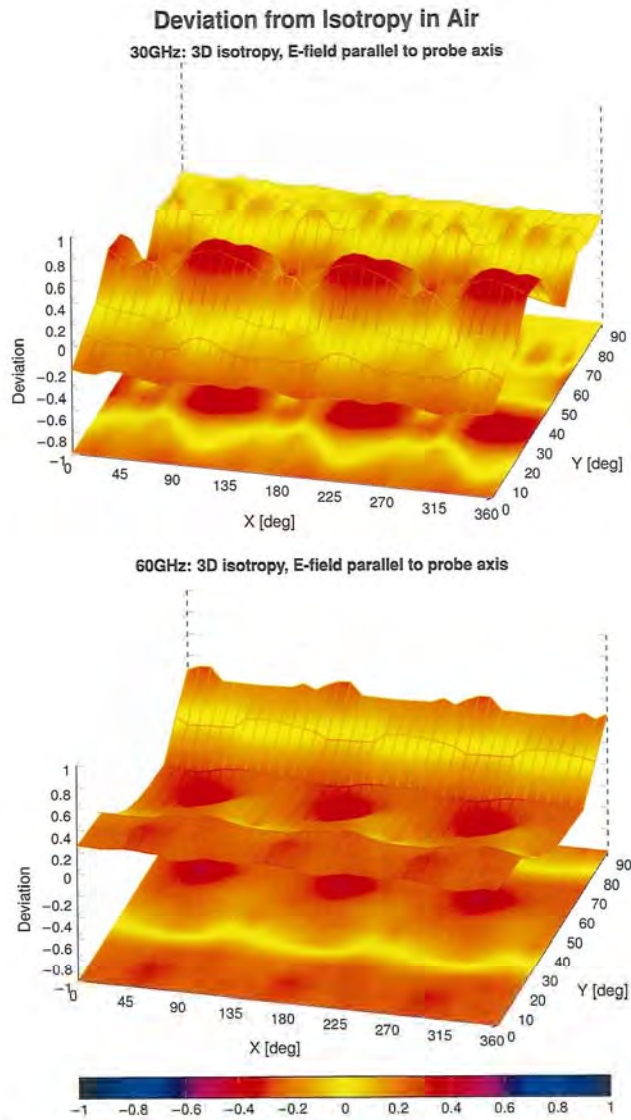 Deviation from Isotropy in Air
30GHz: 3D isotropy, E-field parallel to probe axis
1
0.8
0.6
0.4
0.2
0
−0.2
−0.4
−0.6
−0.8
−1
Deviation
0 45 90 135 180 225 270 315 360
X [deg]
0 10 20 30 40 50 60 70 80 90
Y [deg]
60GHz: 3D isotropy, E-field parallel to probe axis
1
0.8
0.6
0.4
0.2
0
−0.2
−0.4
−0.6
−0.8
−1
Deviation
0 45 90 135 180 225 270 315 360
X [deg]
0 10 20 30 40 50 60 70 80 90
Y [deg]
−1 −0.8 −0.6 −0.4 −0.2 0 0.2 0.4 0.6 0.8 1